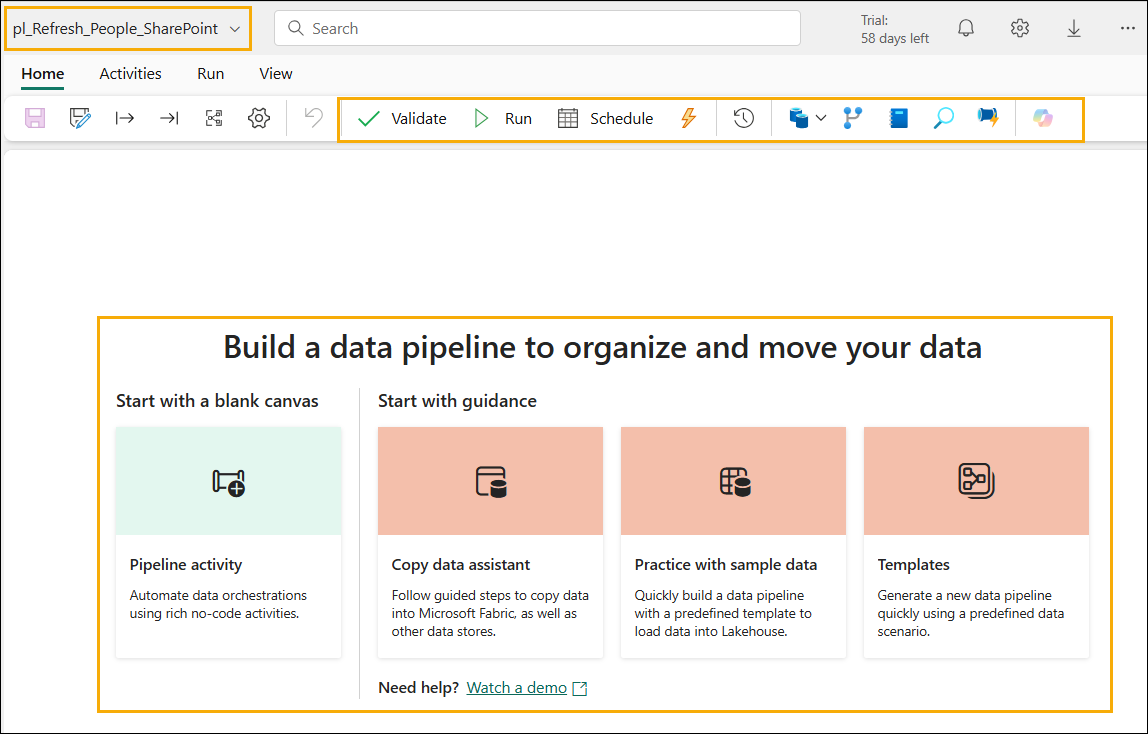 pl_Refresh_People_SharePoint
Search
Trial:
58 days left
Home
Activities
Run
View
Validate
Run
Schedule
Build a data pipeline to organize and move your data
Start with a blank canvas
Start with guidance
Pipeline activity
Automate data orchestrations
using rich no-code activities.
Copy data assistant
Follow guided steps to copy data
into Microsoft Fabric, as well as
other data stores.
Practice with sample data
Quickly build a data pipeline
with a predefined template to
load data into Lakehouse.
Templates
Generate a new data pipeline
quickly using a predefined data
scenario.
Need help? Watch a demo